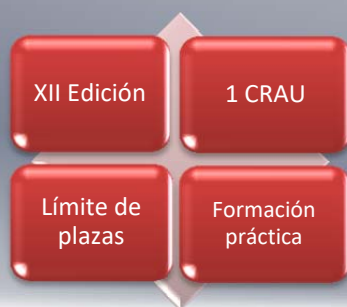 XII Edición
1 CRAU
Límite de
plazas
Formación
práctica